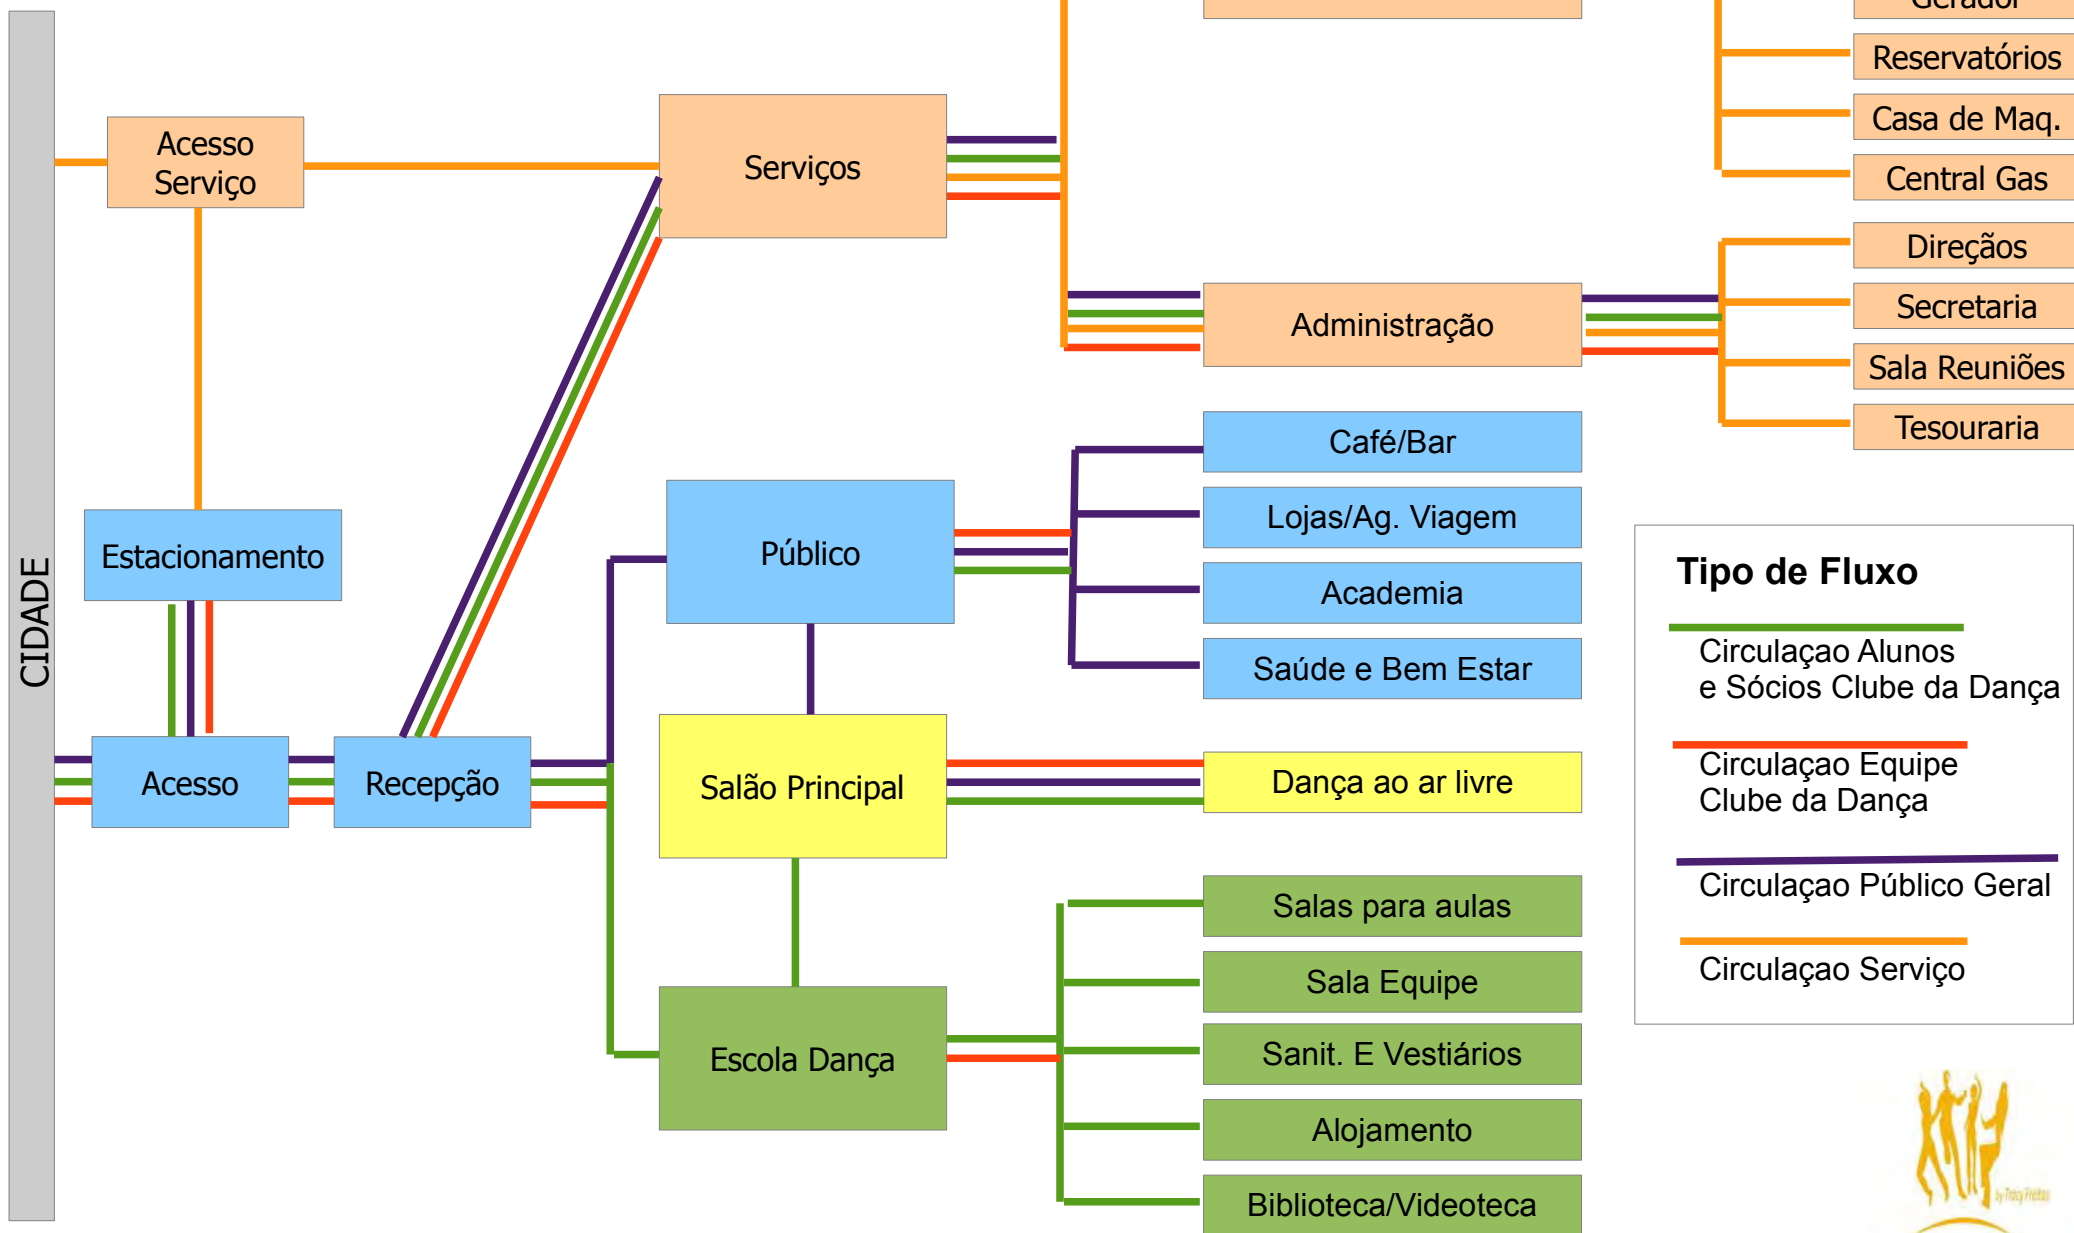 Gerador
Reservatórios
Casa de Maq.
Central Gas
Acesso
Serviço
Serviços
Direçãos
Secretaria
Sala Reuniões
Tesouraria
Administração
Café/Bar
Lojas/Ag. Viagem
Academia
Saúde e Bem Estar
Público
Estacionamento
CIDADE
Acesso
Recepção
Salão Principal
Dança ao ar livre
Salas para aulas
Sala Equipe
Sanit. E Vestiários
Alojamento
Biblioteca/Videoteca
Escola Dança
Tipo de Fluxo
Circulaçao Alunos
e Sócios Clube da Dança
Circulaçao Equipe
Clube da Dança
Circulaçao Público Geral
Circulaçao Serviço
by Tracy Freitas